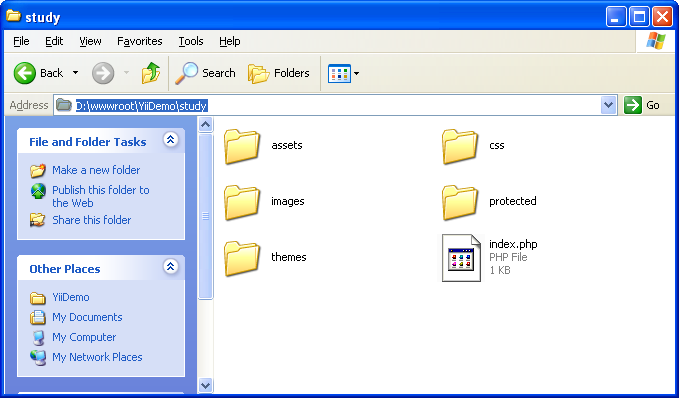 study
File Edit View Favorites Tools Help
Back Search Folders
Address D:\wwwroot\YiiDemo\study Go
File and Folder Tasks
Make a new folder
Publish this folder to
the Web
Share this folder
Other Places
YiiDemo
My Documents
My Computer
My Network Places
assets
css
images
protected
themes
index.php
PHP File
1 KB